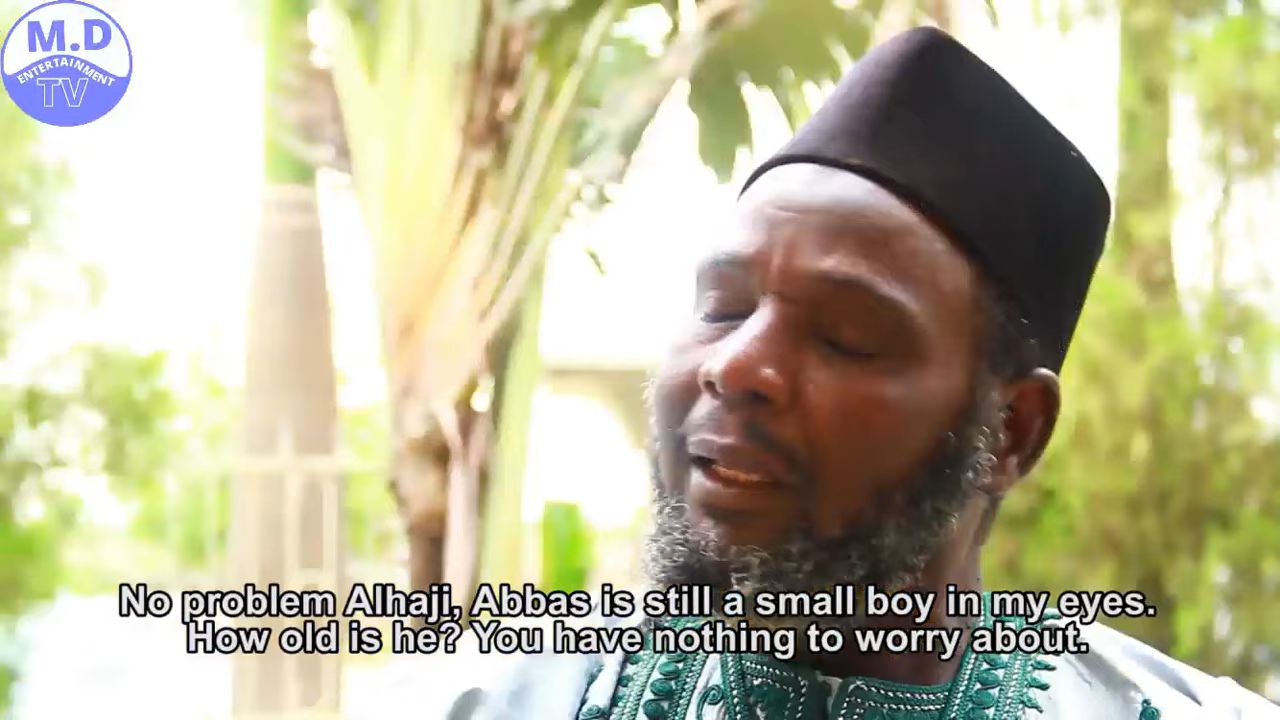 M.D
ENTERTAINMENT
TV
No problem Alhaji, Abbas is still a small boy in my eyes.
How old is he? You have nothing to worry about.